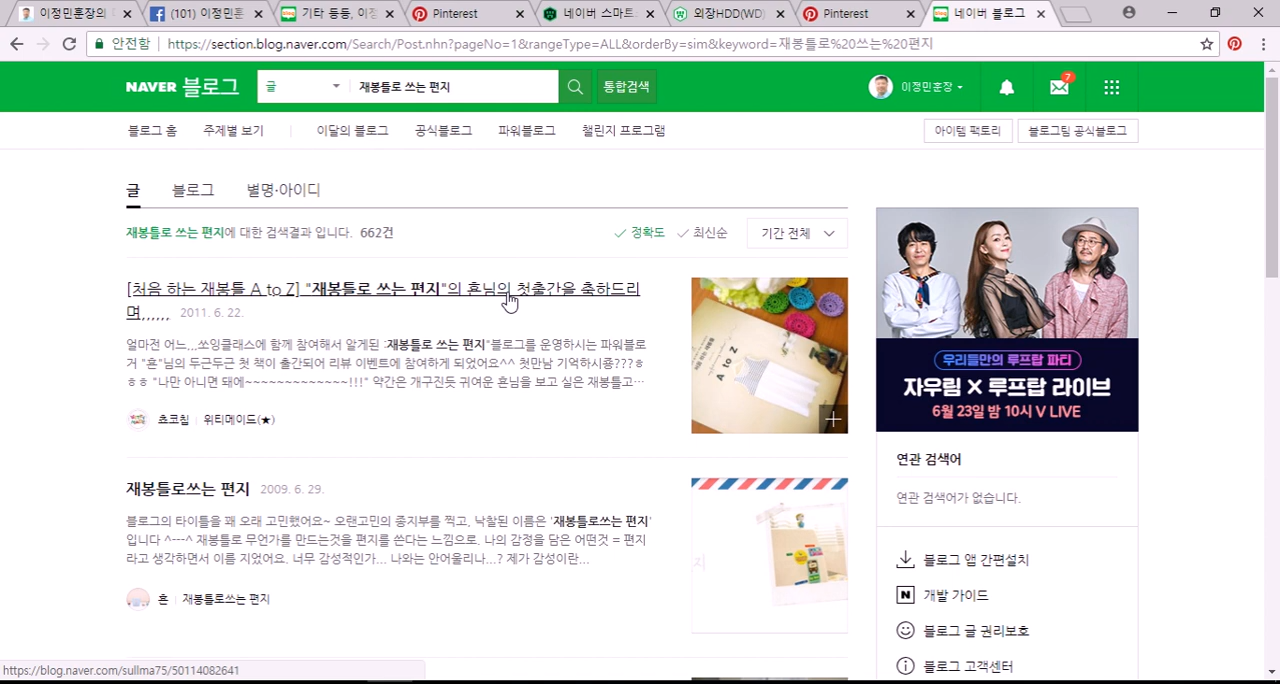 이정민훈장의
(101) 이정민훈
기타 등등, 이정
Pinterest
네이버 스마트
외장HDD(WD)
Pinterest
네이버 블로그
안전함
https://section.blog.naver.com/Search/Post.nhn?pageNo=1&rangeType=ALL&orderBy=sim&keyword=재봉틀로%20쓰는%20편지
NAVER 블로그
글
재봉틀로 쓰는 편지
통합검색
이정민훈장
7
블로그 홈
주제별 보기
이달의 블로그
공식블로그
파워블로그
챌린지 프로그램
아이템 팩토리
블로그팀 공식블로그
글
블로그
별명·아이디
재봉틀로 쓰는 편지에 대한 검색결과 입니다. 662건
정확도
최신순
기간 전체
[처음 하는 재봉틀 A to Z] "재봉틀로 쓰는 편지"의 흔님의 첫출간을 축하드리
며,,,,,, 2011. 6. 22.
얼마전 어느,,,쏘잉클래스에 함께 참여해서 알게된 :재봉틀로 쓰는 편지"블로그를 운영하시는 파워블로
거 "흔"님의 두근두근 첫 책이 출간되어 리뷰 이벤트에 참여하게 되었어요^^ 첫만남 기억하시죵???ㅎ
ㅎㅎ "나만 아니면 돼에~~~~~~~~~~~~~!!!" 약간은 개구진듯 귀여운 흔님을 보고 실은 재봉틀고...
쵸코칩
위티메이드(★)
A to Z
재봉틀로쓰는 편지 2009. 6. 29.
블로그의 타이틀을 꽤 오래 고민했어요~ 오랜고민의 종지부를 찍고, 낙찰된 이름은 '재봉틀로쓰는 편지'
입니다 ^---^ 재봉틀로 무언가를 만드는것을 편지를 쓴다는 느낌으로. 나의 감정을 담은 어떤것 = 편지
라고 생각하면서 이름 지었어요. 너무 감성적인가... 나와는 안어울리나...? 제가 감성이란...
흔
재봉틀로쓰는 편지
우리들만의 루프탑 파티
자우림 X 루프탑 라이브
6월 23일 밤 10시 V LIVE
연관 검색어
연관 검색어가 없습니다.
블로그 앱 간편설치
N 개발 가이드
블로그 글 권리보호
블로그 고객센터
https://blog.naver.com/sullma75/50114082641